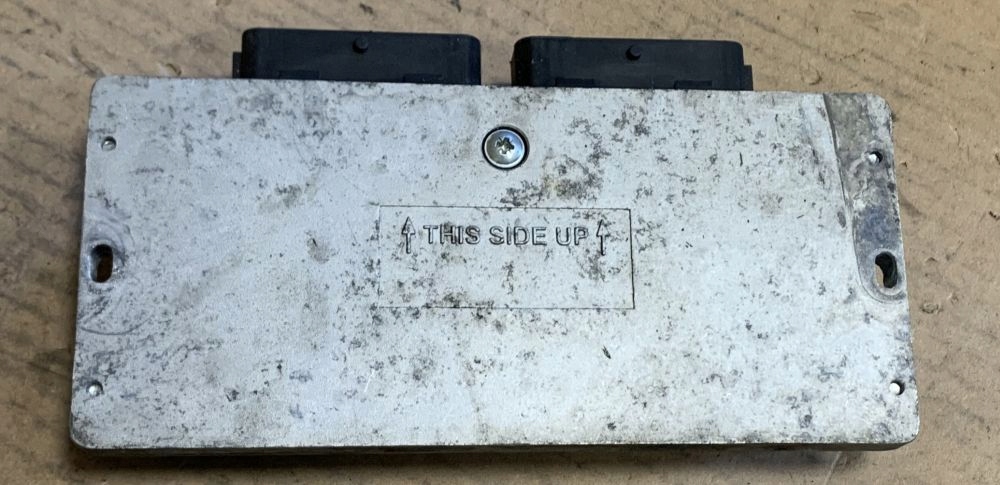 ↑ THIS SIDE UP ↑